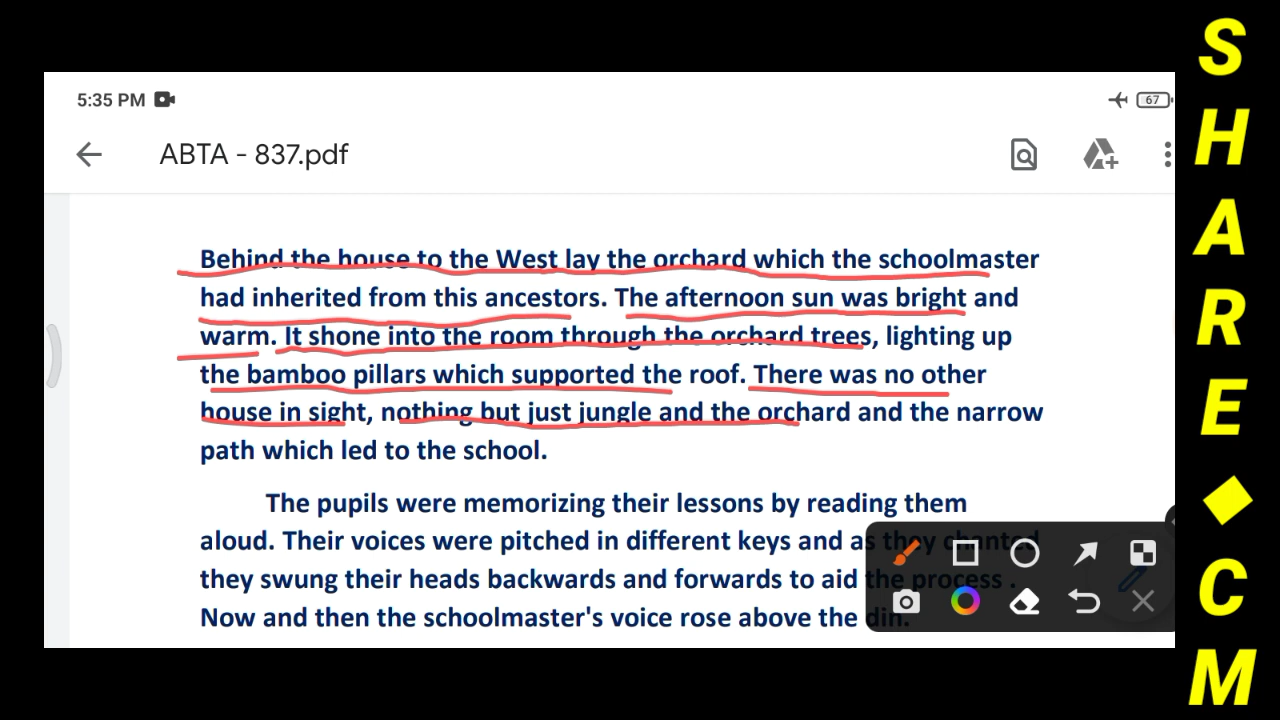 5:35 PM
67
ABTA - 837.pdf
Behind the house to the West lay the orchard which the schoolmaster
had inherited from this ancestors. The afternoon sun was bright and
warm. It shone into the room through the orchard trees, lighting up
the bamboo pillars which supported the roof. There was no other
house in sight, nothing but just jungle and the orchard and the narrow
path which led to the school.
The pupils were memorizing their lessons by reading them
aloud. Their voices were pitched in different keys and as they chanted
they swung their heads backwards and forwards to aid the process .
Now and then the schoolmaster's voice rose above the din.
SHARE◆CM